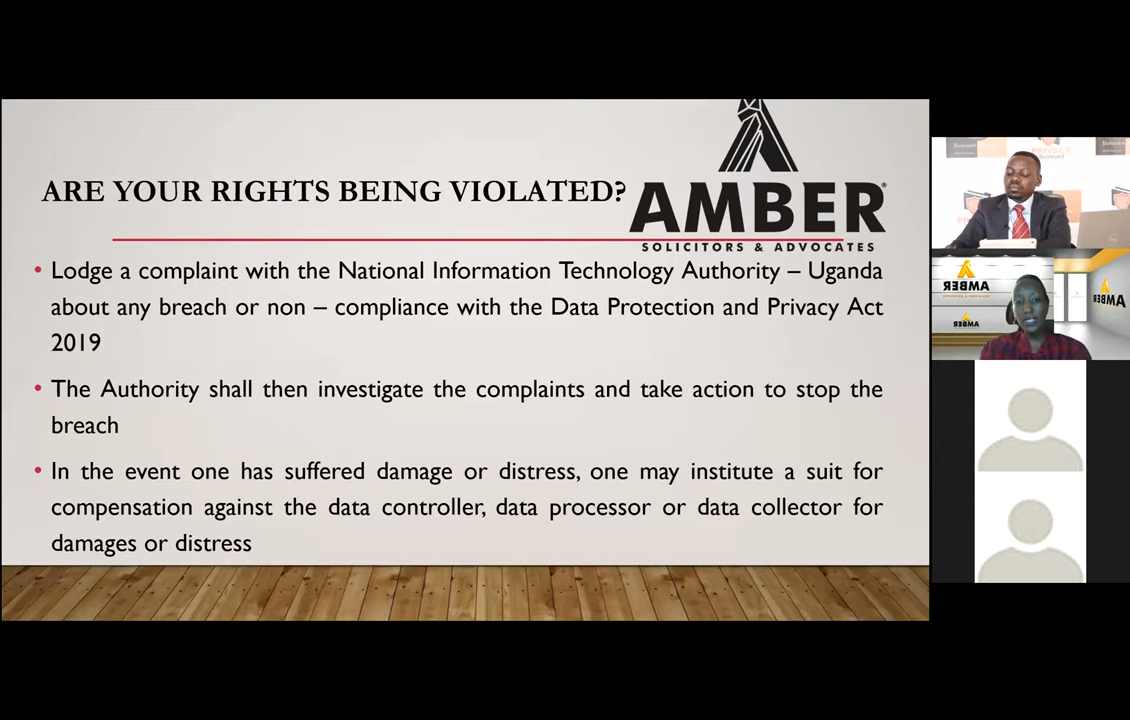 ARE YOUR RIGHTS BEING VIOLATED?
AMBER®
SOLICITORS & ADVOCATES
• Lodge a complaint with the National Information Technology Authority – Uganda
about any breach or non – compliance with the Data Protection and Privacy Act
2019
• The Authority shall then investigate the complaints and take action to stop the
breach
• In the event one has suffered damage or distress, one may institute a suit for
compensation against the data controller, data processor or data collector for
damages or distress
PRIVACY
Scorecard
AMBER
AMBER
AMBER